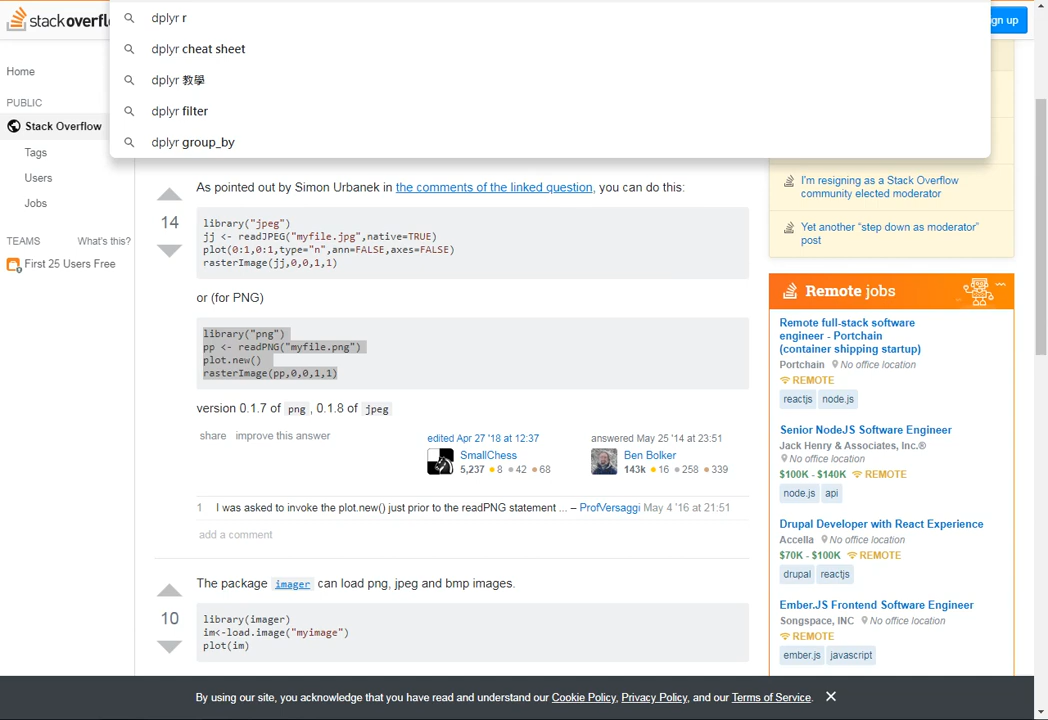 stackoverfl
dplyr r
dplyr cheat sheet
dplyr 教學
dplyr filter
dplyr group_by
gn up
Home
PUBLIC
Stack Overflow
Tags
Users
Jobs
TEAMS What's this?
First 25 Users Free
As pointed out by Simon Urbanek in the comments of the linked question, you can do this:
14
library("jpeg")
jj <- readJPEG("myfile.jpg",native=TRUE)
plot(0:1,0:1,type="n",ann=FALSE,axes=FALSE)
rasterImage(jj,0,0,1,1)
or (for PNG)
library("png")
pp <- readPNG("myfile.png")
plot.new()
rasterImage(pp,0,0,1,1)
version 0.1.7 of png , 0.1.8 of jpeg
share improve this answer
edited Apr 27 '18 at 12:37
SmallChess
5,237 8 42 68
answered May 25 '14 at 23:51
Ben Bolker
143k 16 258 339
1 I was asked to invoke the plot.new() just prior to the readPNG statement ... – ProfVersaggi May 4 '16 at 21:51
add a comment
The package imager can load png, jpeg and bmp images.
10
library(imager)
im<-load.image("myimage")
plot(im)
I'm resigning as a Stack Overflow
community elected moderator
Yet another “step down as moderator”
post
Remote jobs
Remote full-stack software
engineer - Portchain
(container shipping startup)
Portchain No office location
REMOTE
reactjs node.js
Senior NodeJS Software Engineer
Jack Henry & Associates, Inc.®
No office location
$100K - $140K REMOTE
node.js api
Drupal Developer with React Experience
Accella No office location
$70K - $100K REMOTE
drupal reactjs
Ember.JS Frontend Software Engineer
Songspace, INC No office location
REMOTE
ember.js javascript
By using our site, you acknowledge that you have read and understand our Cookie Policy, Privacy Policy, and our Terms of Service.